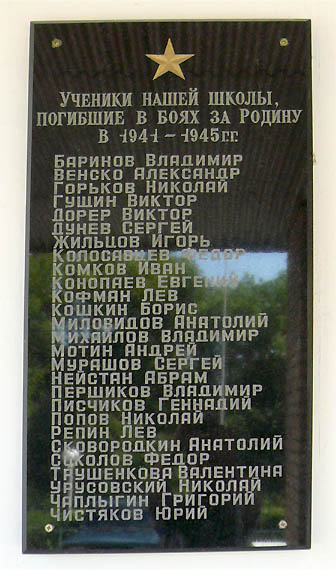 Ученики нашей школы,
погибшие в боях за Родину
в 1941 – 1945гг.
Баринов Владимир
Венско Александр
Горьков Николай
Гущин Виктор
Дорер Виктор
Дунев Сергей
Жильцов Игорь
Колосавцев Федор
Комков Иван
Конопаев Евгений
Кофман Лев
Кошкин Борис
Миловидов Анатолий
Михайлов Владимир
Мотин Андрей
Мурашов Сергей
Нейстан Абрам
Першиков Владимир
Писчиков Геннадий
Попов Николай
Репин Лев
Сковородкин Анатолий
Соколов Федор
Трушенкова Валентина
Урусовский Николай
Чаплыгин Григорий
Чистяков Юрий